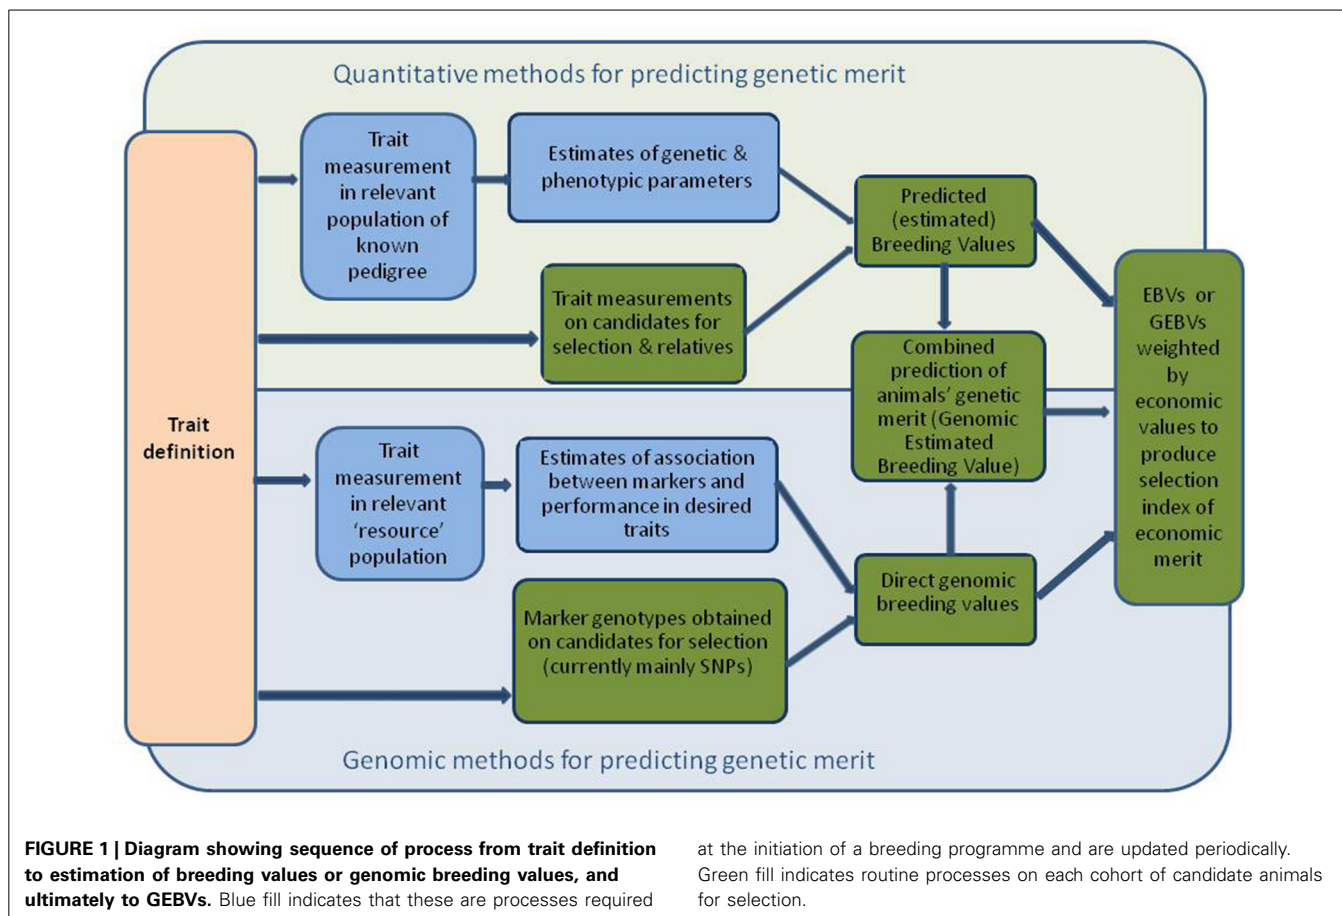 Quantitative methods for predicting genetic merit
Trait
measurement
in relevant
population of
known
pedigree
Estimates of genetic &
phenotypic parameters
Predicted
(estimated)
Breeding Values
Trait measurements
on candidates for
selection & relatives
Combined
prediction of
animals' genetic
merit (Genomic
Estimated
Breeding Value)
EBVs or
GEBVs
weighted
by
economic
values to
produce
selection
index of
economic
merit
Trait
definition
Trait
measurement
in relevant
‘resource’
population
Estimates of association
between markers and
performance in desired
traits
Direct genomic
breeding values
Marker genotypes obtained
on candidates for selection
(currently mainly SNPs)
Genomic methods for predicting genetic merit
FIGURE 1 | Diagram showing sequence of process from trait definition
to estimation of breeding values or genomic breeding values, and
ultimately to GEBVs. Blue fill indicates that these are processes required
at the initiation of a breeding programme and are updated periodically.
Green fill indicates routine processes on each cohort of candidate animals
for selection.